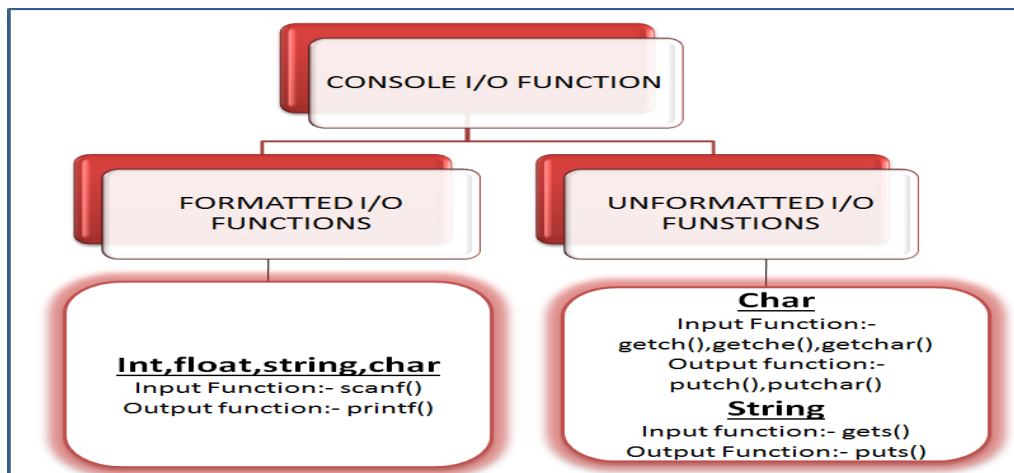 CONSOLE I/O FUNCTION
FORMATTED I/O
FUNCTIONS
UNFORMATTED I/O
FUNSTIONS
Int,float,string,char
Input Function:- scanf()
Output function:- printf()
Char
Input Function:-
getch(),getche(),getchar()
Output function:-
putch(),putchar()
String
Input function:- gets()
Output Function:- puts()